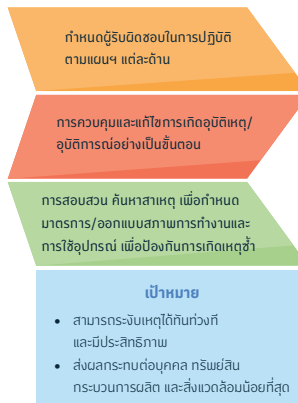 กำหนดผู้รับผิดชอบในการปฏิบัติ
ตามแผนฯ แต่ละด้าน
การควบคุมและแก้ไขการเกิดอุบัติเหตุ/
อุบัติการณ์อย่างเป็นขั้นตอน
การสอบสวน ค้นหาสาเหตุ เพื่อกำหนด
มาตรการ/ออกแบบสภาพการทำงานและ
การใช้อุปกรณ์ เพื่อป้องกันการเกิดเหตุซ้ำ
เป้าหมาย
• สามารถระงับเหตุได้ทันท่วงที
และมีประสิทธิภาพ
• ส่งผลกระทบต่อบุคคล ทรัพย์สิน
กระบวนการผลิต และสิ่งแวดล้อมน้อยที่สุด